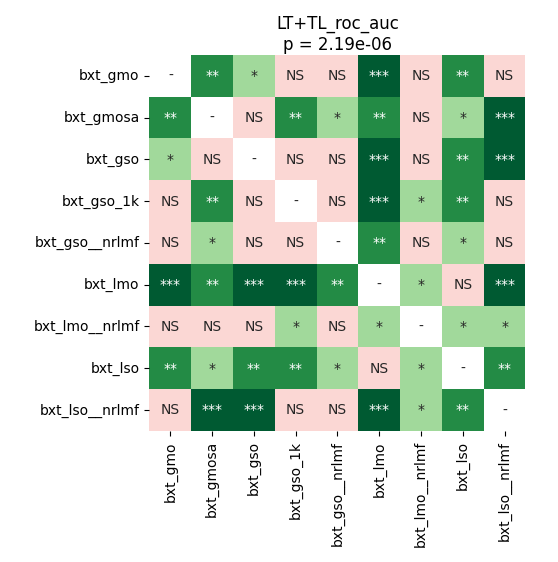 LT+TL_roc_auc
p = 2.19e-06
bxt_gmo - ** * NS NS *** NS ** NS
bxt_gmosa ** - NS ** * ** NS * ***
bxt_gso * NS - NS NS *** NS ** ***
bxt_gso_1k NS ** NS - NS *** * ** NS
bxt_gso__nrlmf NS * NS NS - ** NS * NS
bxt_lmo *** ** *** *** ** - * NS ***
bxt_lmo__nrlmf NS NS NS * NS * - * *
bxt_lso ** * ** ** * NS * - **
bxt_lso__nrlmf NS *** *** NS NS *** * ** -
bxt_gmo
bxt_gmosa
bxt_gso
bxt_gso_1k
bxt_gso__nrlmf
bxt_lmo
bxt_lmo__nrlmf
bxt_lso
bxt_lso__nrlmf